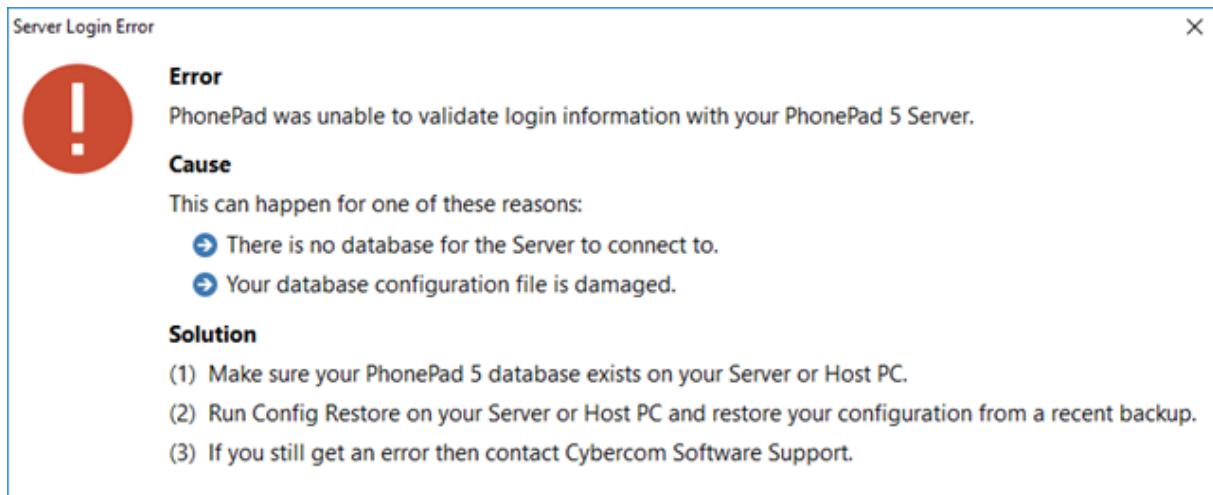 Server Login Error
Error
PhonePad was unable to validate login information with your PhonePad 5 Server.
Cause
This can happen for one of these reasons:
There is no database for the Server to connect to.
Your database configuration file is damaged.
Solution
(1) Make sure your PhonePad 5 database exists on your Server or Host PC.
(2) Run Config Restore on your Server or Host PC and restore your configuration from a recent backup.
(3) If you still get an error then contact Cybercom Software Support.